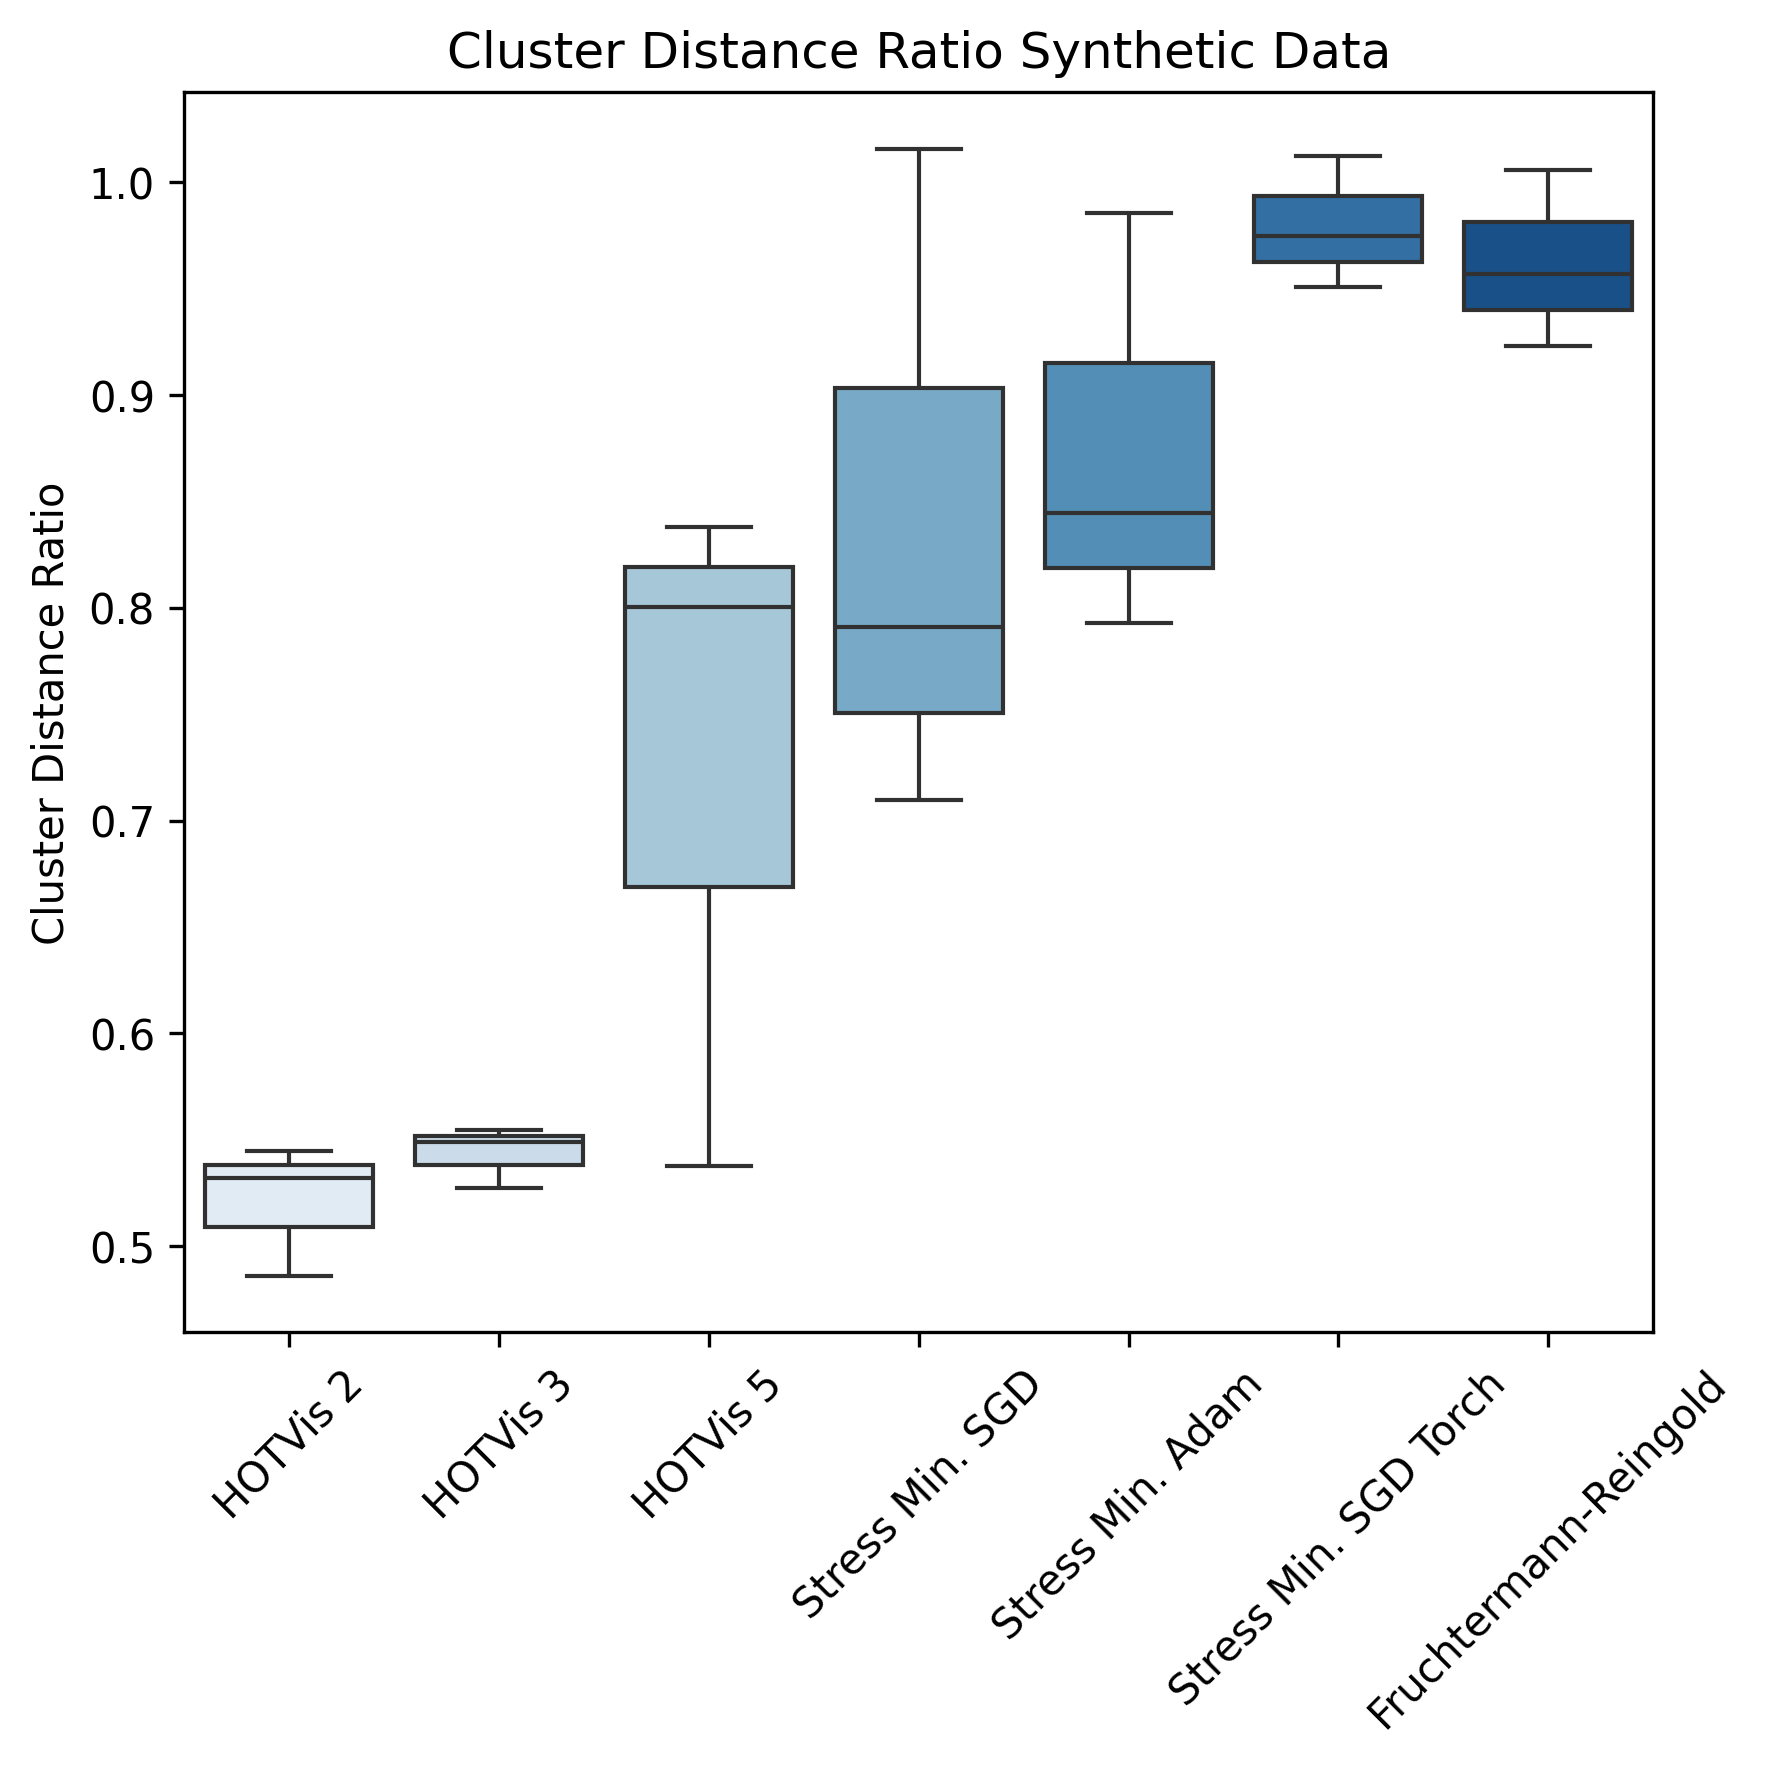 Cluster Distance Ratio Synthetic Data
Cluster Distance Ratio
1.0
0.9
0.8
0.7
0.6
0.5
HOTVis 2
HOTVis 3
HOTVis 5
Stress Min. SGD
Stress Min. Adam
Stress Min. SGD Torch
Fruchtermann-Reingold